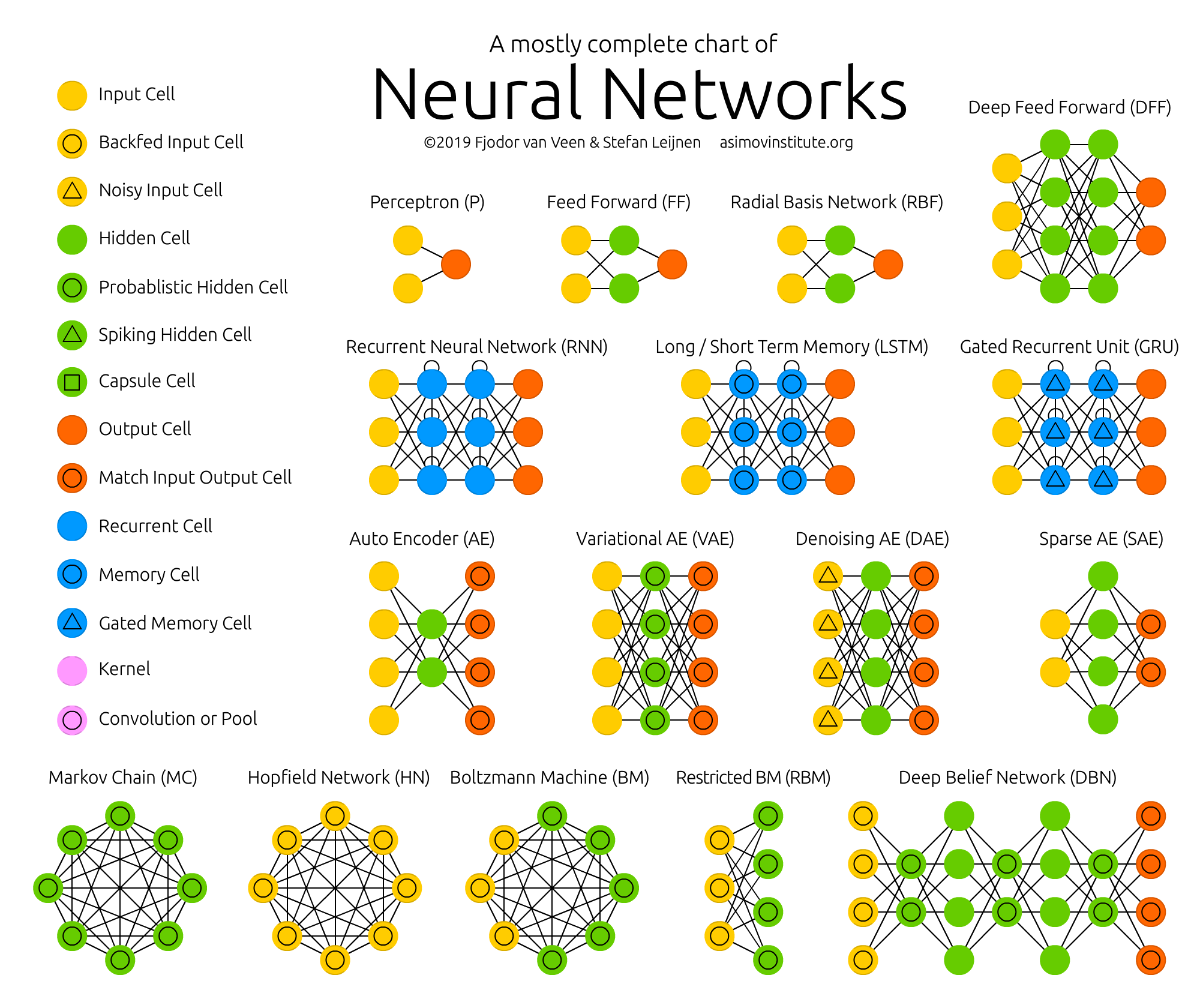 A mostly complete chart of
Neural Networks
©2019 Fjodor van Veen & Stefan Leijnen asimovinstitute.org
Input Cell
Backfed Input Cell
Noisy Input Cell
Hidden Cell
Probablistic Hidden Cell
Spiking Hidden Cell
Capsule Cell
Output Cell
Match Input Output Cell
Recurrent Cell
Memory Cell
Gated Memory Cell
Kernel
Convolution or Pool
Deep Feed Forward (DFF)
Perceptron (P)
Feed Forward (FF)
Radial Basis Network (RBF)
Recurrent Neural Network (RNN)
Long / Short Term Memory (LSTM)
Gated Recurrent Unit (GRU)
Auto Encoder (AE)
Variational AE (VAE)
Denoising AE (DAE)
Sparse AE (SAE)
Markov Chain (MC)
Hopfield Network (HN)
Boltzmann Machine (BM)
Restricted BM (RBM)
Deep Belief Network (DBN)